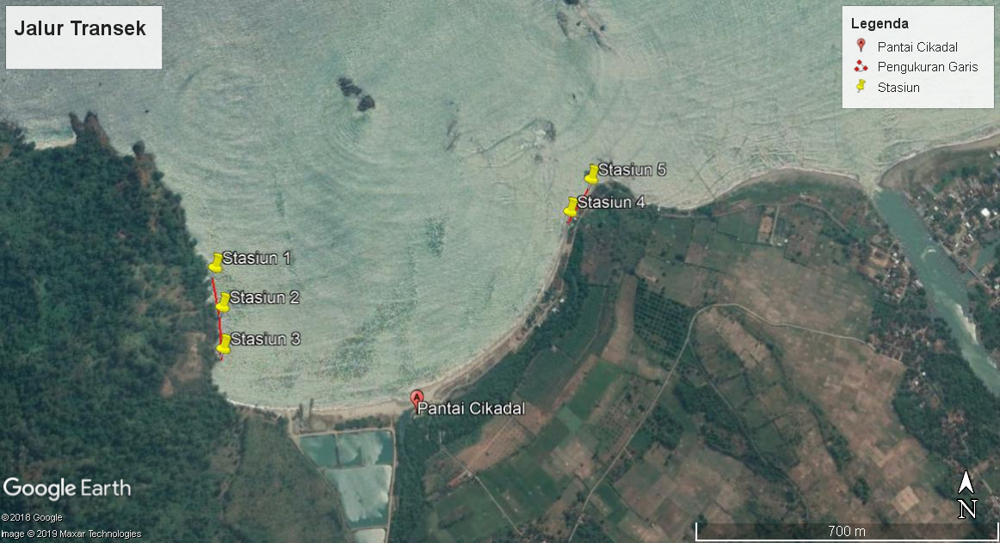 Jalur Transek
Legenda
Pantai Cikadal
Pengukuran Garis
Stasiun
Stasiun 5
Stasiun 4
Stasiun 1
Stasiun 2
Stasiun 3
A
Pantai Cikadal
Google Earth
©2018 Google
Image ©2019 Maxar Technologies
N
700 m